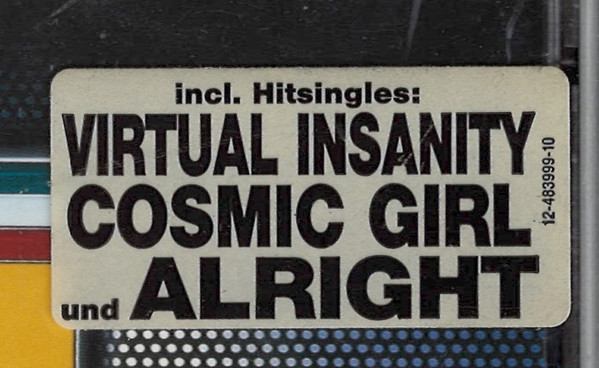 incl. Hitsingles:
VIRTUAL INSANITY
COSMIC GIRL
und ALRIGHT
12-483999-10